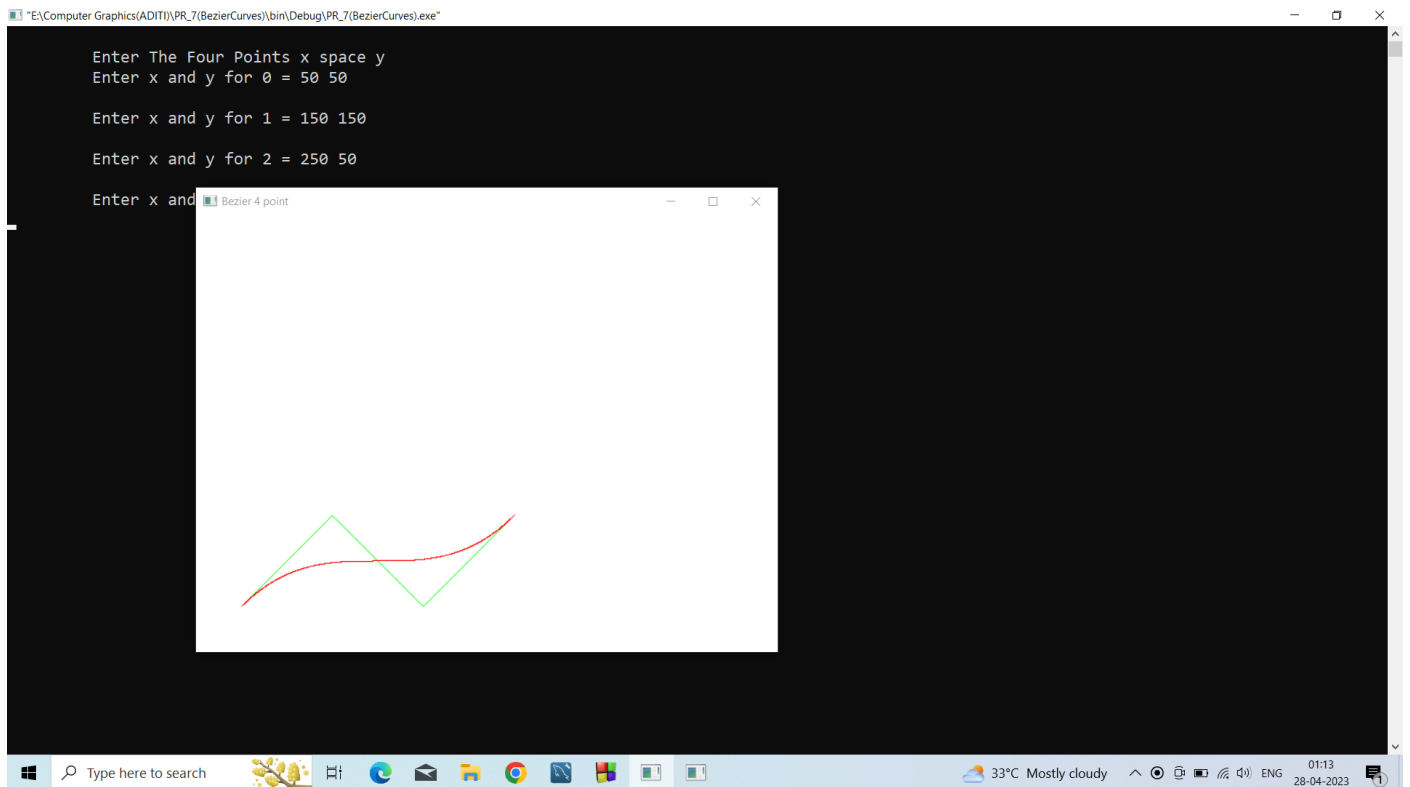 "E:\Computer Graphics(ADITI)\PR_7(BezierCurves)\bin\Debug\PR_7(BezierCurves).exe"
Enter The Four Points x space y
Enter x and y for 0 = 50 50
Enter x and y for 1 = 150 150
Enter x and y for 2 = 250 50
Enter x and
Bezier 4 point
Type here to search
33°C Mostly cloudy
ENG
01:13
28-04-2023
1